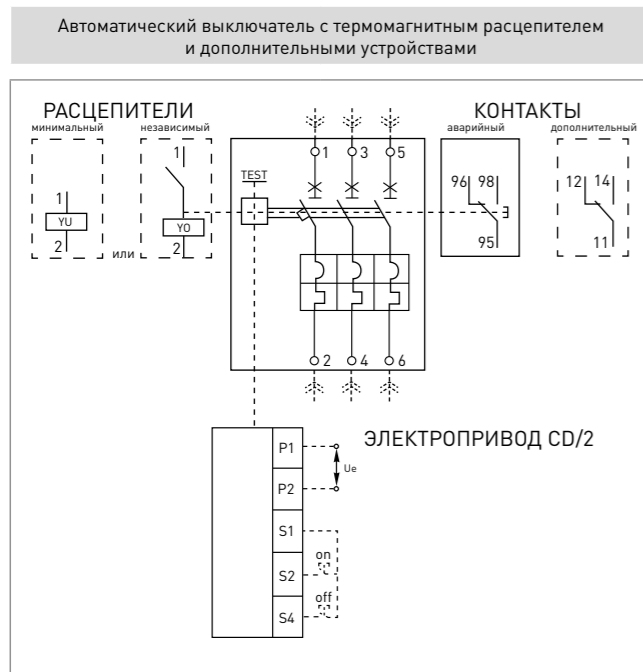 Автоматический выключатель с термомагнитным расцепителем
и дополнительными устройствами
РАСЦЕПИТЕЛИ
КОНТАКТЫ
минимальный
независимый
аварийный
дополнительный
1
3
5
1
TEST
96
98
12
14
1
YU
YO
2
2
или
95
11
2
4
6
ЭЛЕКТРОПРИВОД CD/2
P1
Ue
P2
S1
on
S2
off
S4